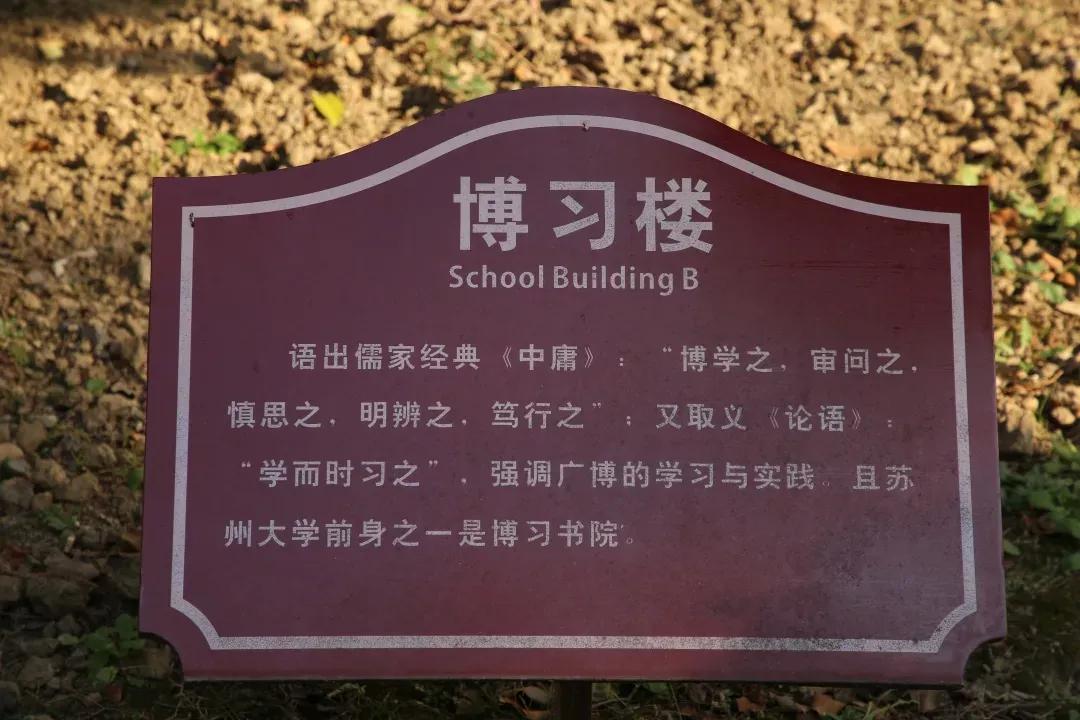 博习楼
School Building B
语出儒家经典《中庸》：“博学之，审问之，
慎思之，明辨之，笃行之”；又取义《论语》：
“学而时习之”，强调广博的学习与实践。且苏
州大学前身之一是博习书院。